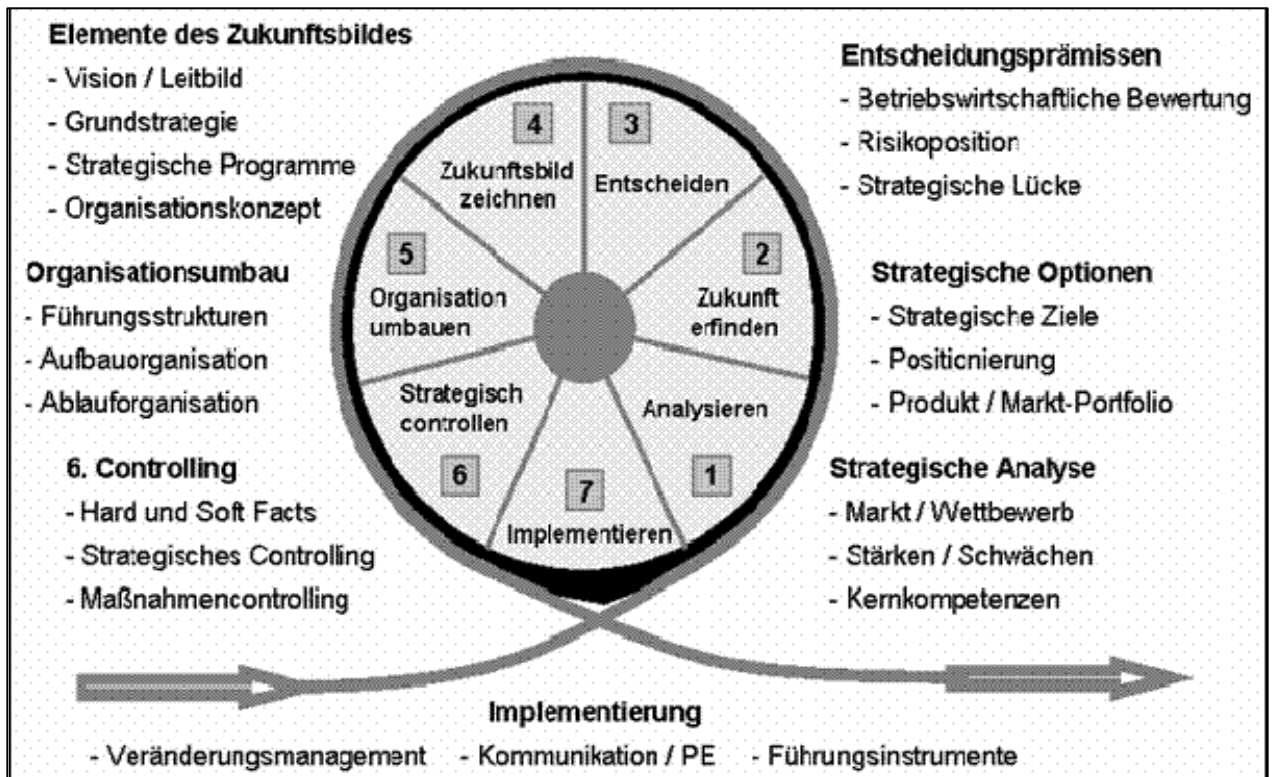 Elemente des Zukunftsbildes
- Vision / Leitbild
- Grundstrategie
- Strategische Programme
- Organisationskonzept
Entscheidungsprämissen
- Betriebswirtschaftliche Bewertung
- Risikoposition
- Strategische Lücke
4
Zukunftsbild
zeichnen
3
Entscheiden
Organisationsumbau
- Führungsstrukturen
- Aufbauorganisation
- Ablauforganisation
5
Organisation
umbauen
2
Zukunft
erfinden
Strategische Optionen
- Strategische Ziele
- Positionierung
- Produkt / Markt-Portfolio
6. Controlling
- Hard und Soft Facts
- Strategisches Controlling
- Maßnahmencontrolling
Strategisch
controllen
6
7
Implementieren
Analysieren
1
Strategische Analyse
- Markt / Wettbewerb
- Stärken / Schwächen
- Kernkompetenzen
Implementierung
- Veränderungsmanagement - Kommunikation / PE - Führungsinstrumente